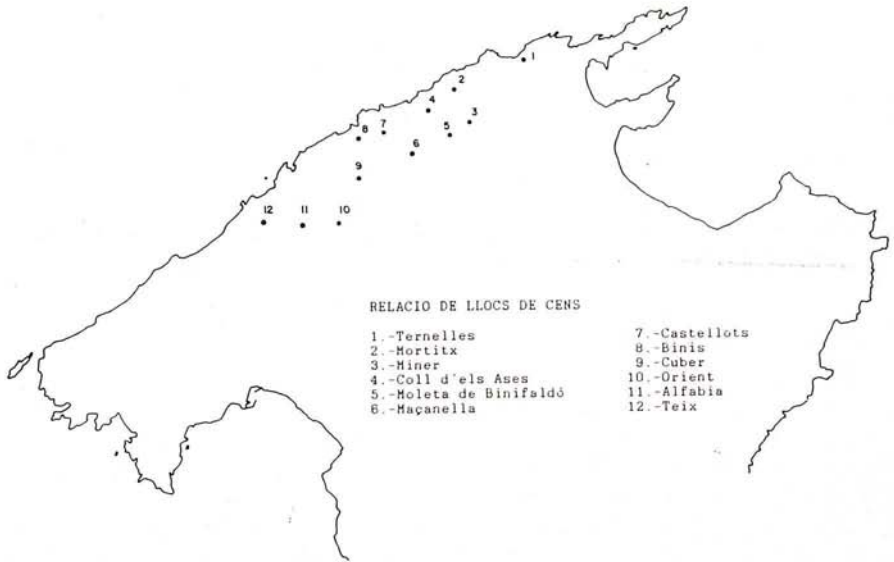 1
2
4
3
7
8
5
6
9
12
11
10
RELACIO DE LLOCS DE CENS
1.-Ternelles
2.-Mortitx
3.-Miner
4.-Coll d'els Ases
5.-Moleta de Binifaldó
6.-Maçanella
7.-Castellots
8.-Binis
9.-Cuber
10.-Orient
11.-Alfabia
12.-Teix